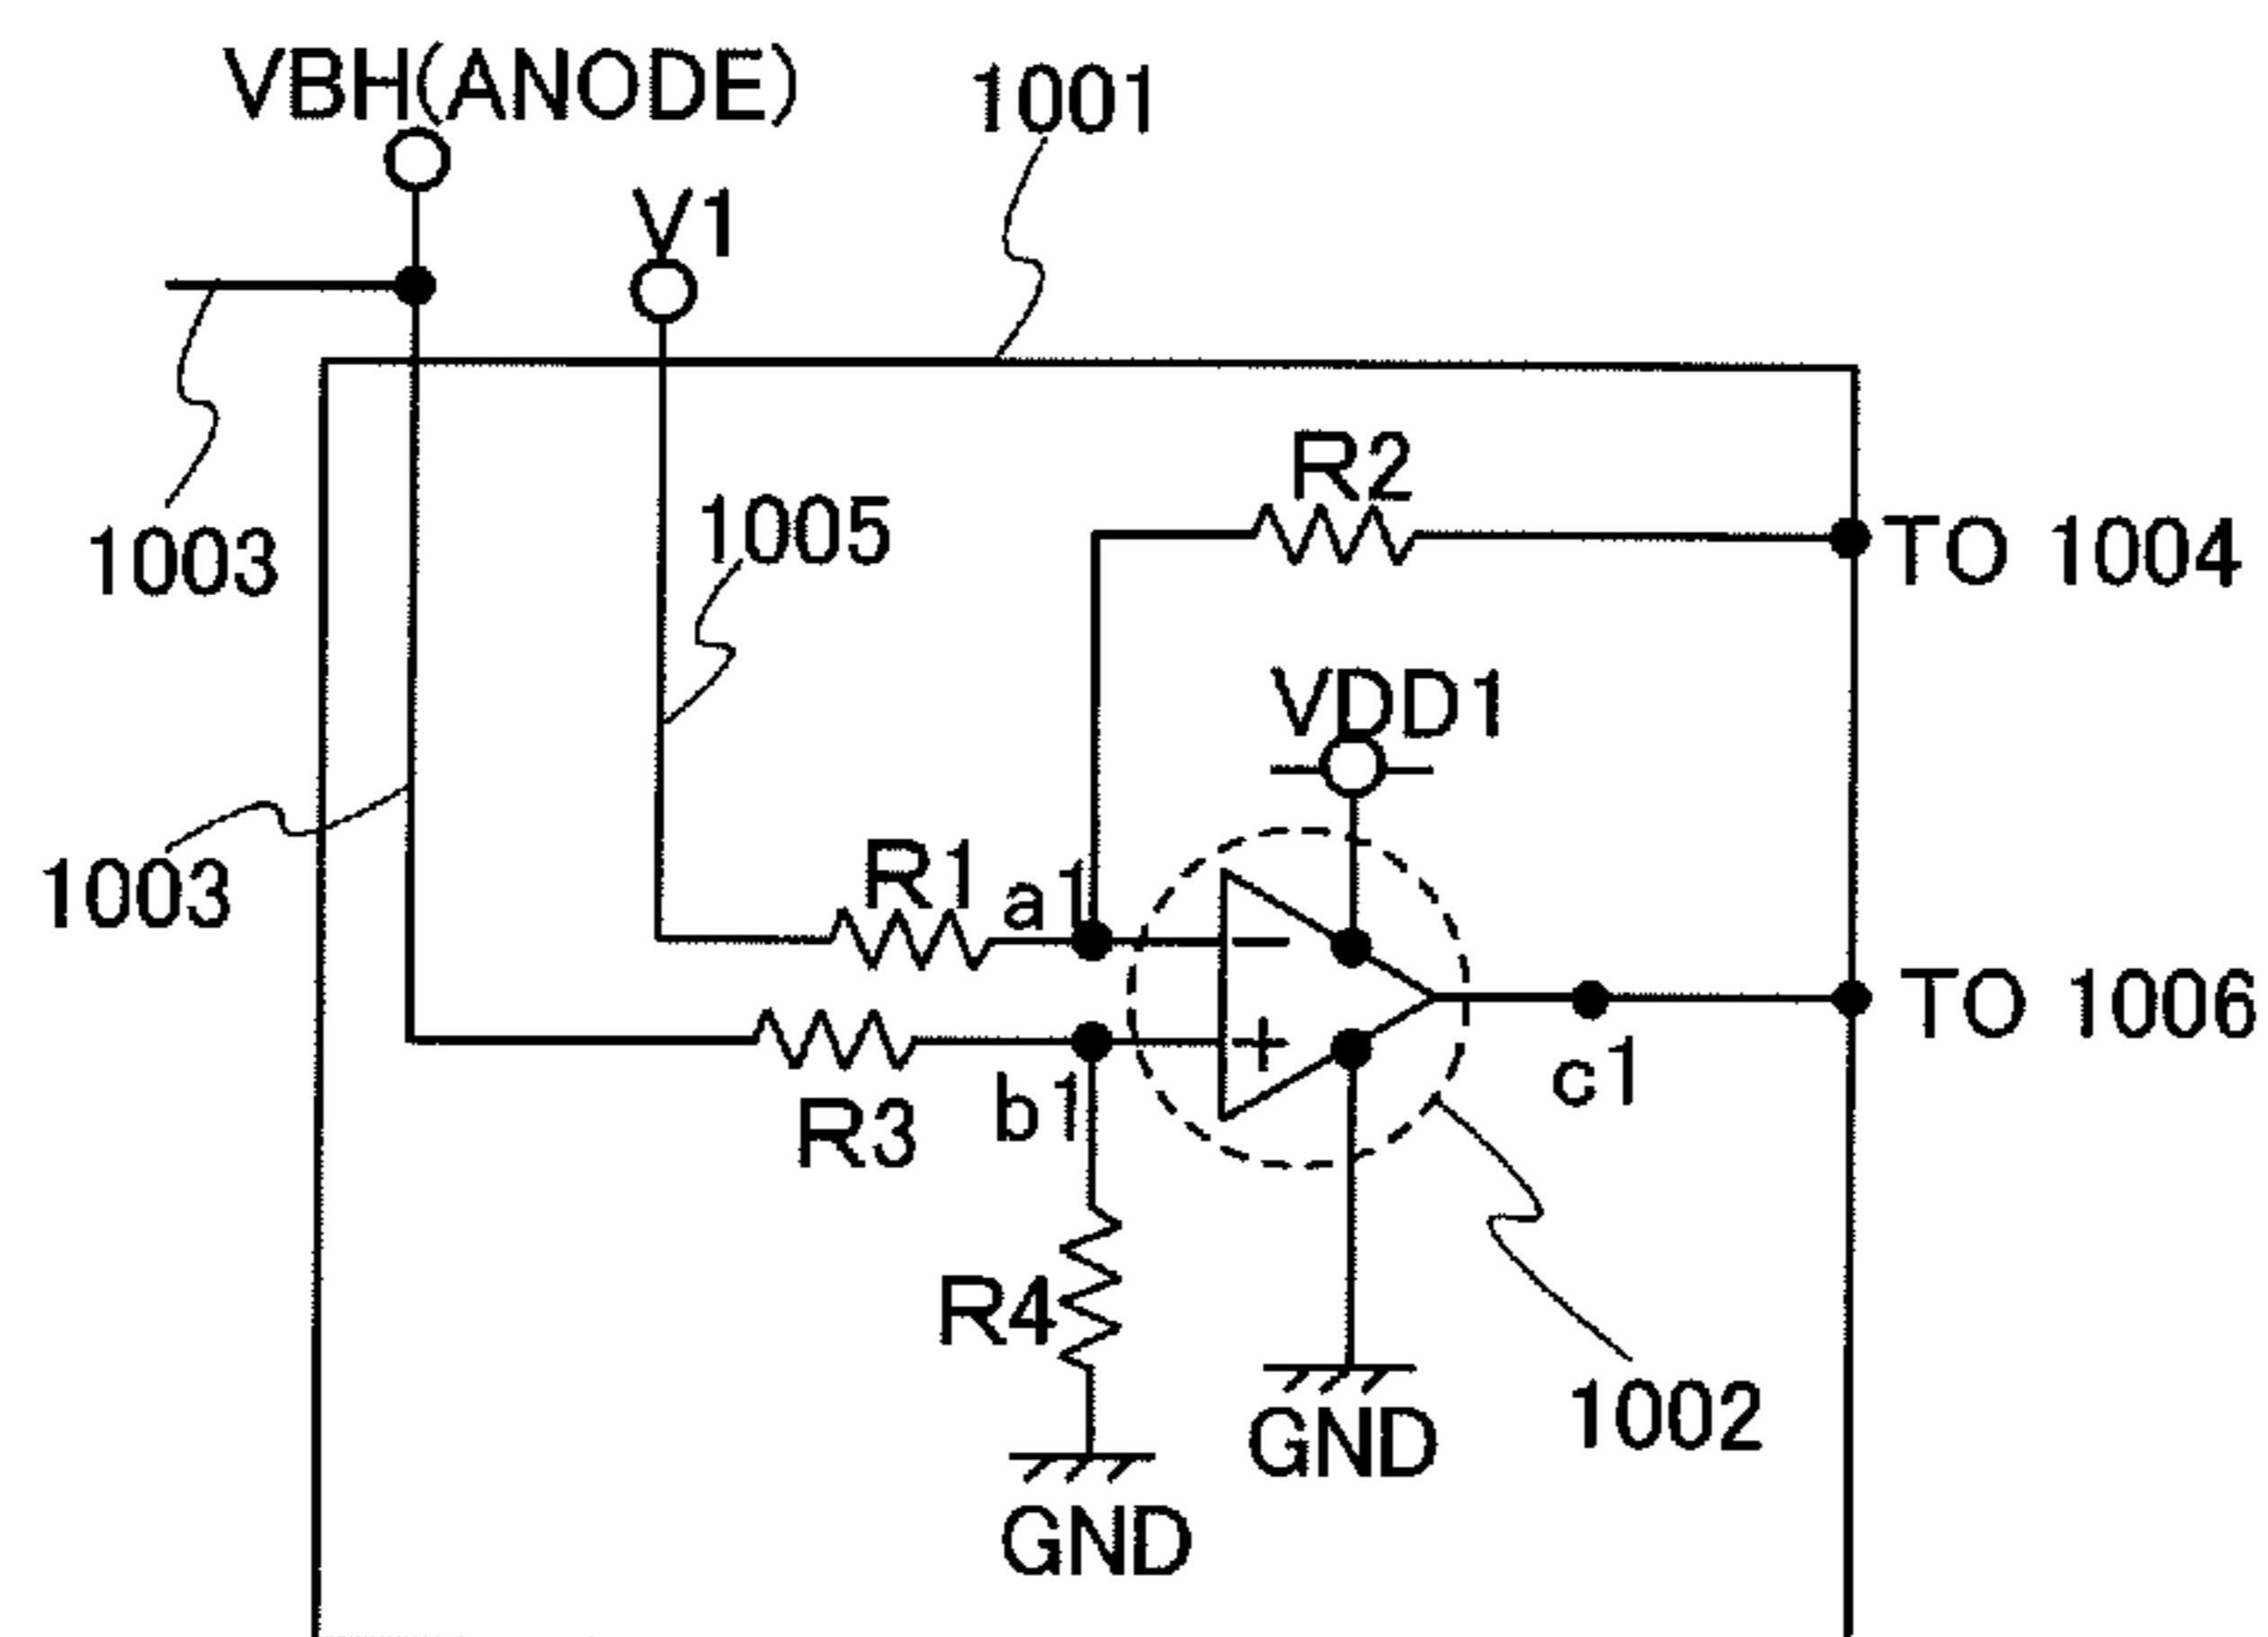 VBH(ANODE)
1001
V1
R2
1005
1003
TO 1004
VDD1
R1
a1
1003
TO 1006
c1
b1
R3
R4
1002
GND
GND